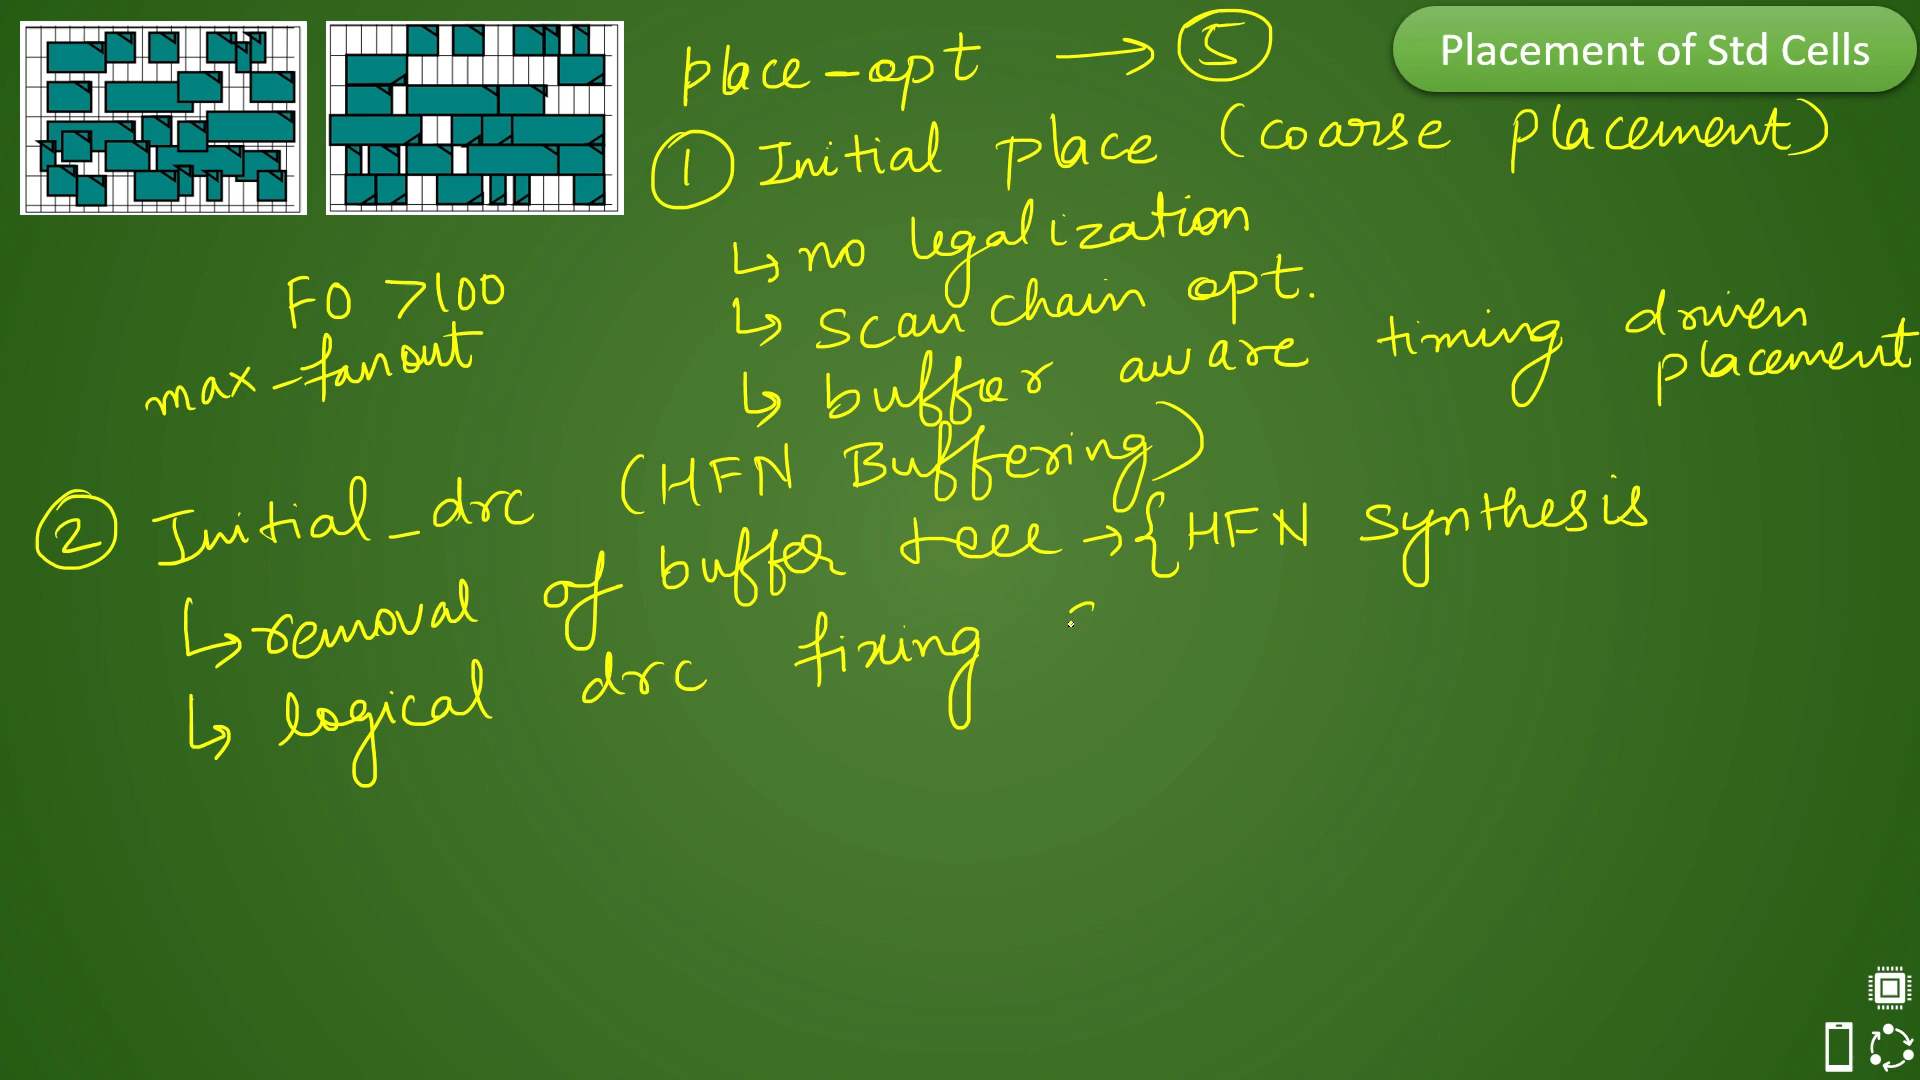 Placement of Std Cells
place-opt → 5
1 Initial place (coarse placement)
↳ no legalization
↳ scan chain opt.
↳ buffer aware timing driven placement
FO >100
max-fanout
2 Initial_drc (HFN Buffering)
↳ removal of buffer tree → { HFN synthesis
↳ logical drc fixing